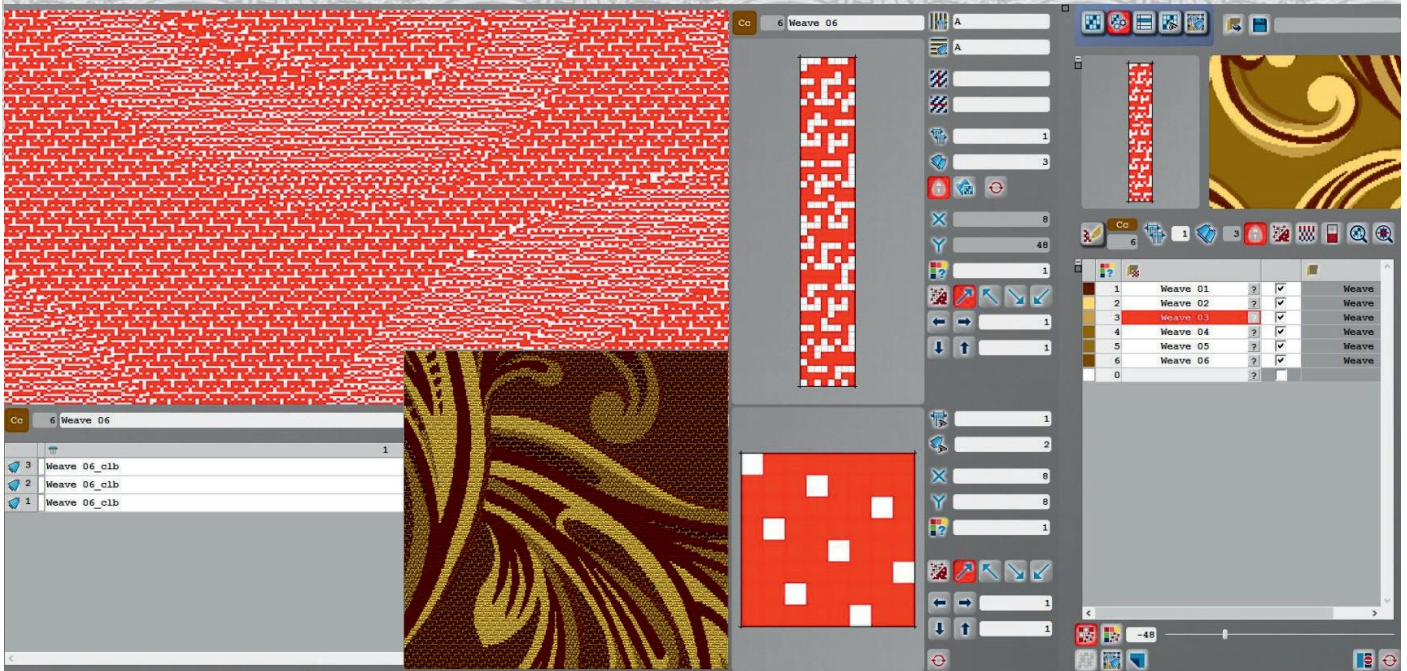 Cc 6 Weave 06
A
A
1
3
8
48
1
1
1
Cc 6 Weave 06
1
3 Weave 06_clb
2 Weave 06_clb
1 Weave 06_clb
1
2
8
8
1
1
1
Cc
6 1 3
1 Weave 01 ? Weave
2 Weave 02 ? Weave
3 Weave 03 ? Weave
4 Weave 04 ? Weave
5 Weave 05 ? Weave
6 Weave 06 ? Weave
0 ?
-48